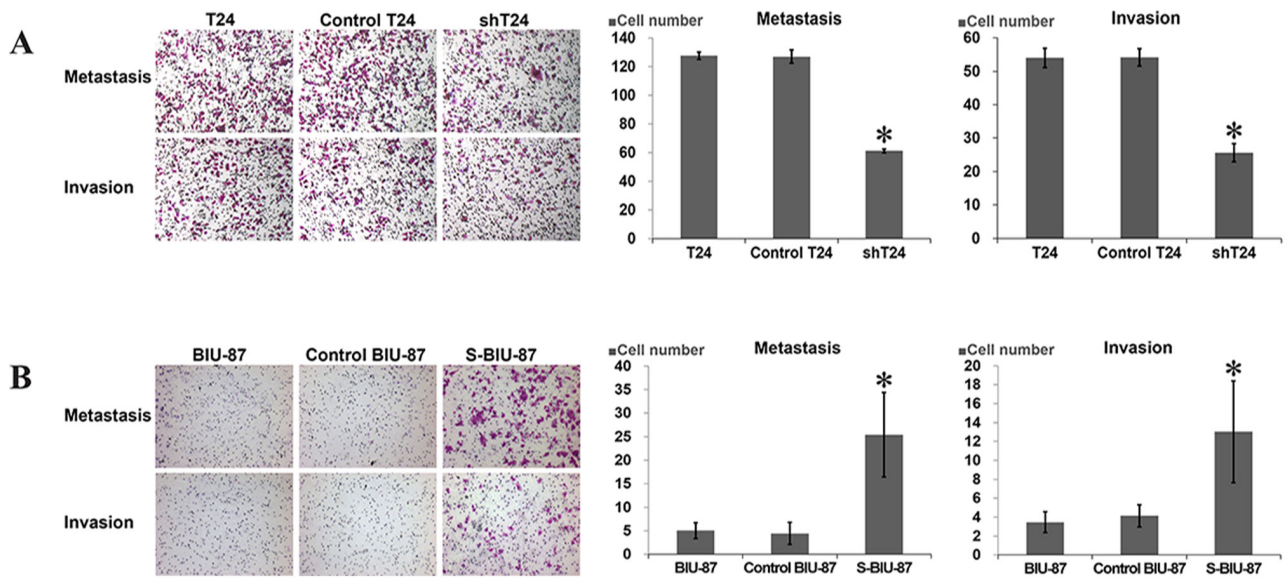 A
T24 Control T24 shT24
Metastasis
Invasion
Cell number Metastasis
140
120
100
80
60
40
20
0
*
T24 Control T24 shT24
Cell number Invasion
60
50
40
30
20
10
0
*
T24 Control T24 shT24
B
BIU-87 Control BIU-87 S-BIU-87
Metastasis
Invasion
Cell number Metastasis
40
35
30
25
20
15
10
5
0
*
BIU-87 Control BIU-87 S-BIU-87
Cell number Invasion
20
18
16
14
12
10
8
6
4
2
0
*
BIU-87 Control BIU-87 S-BIU-87